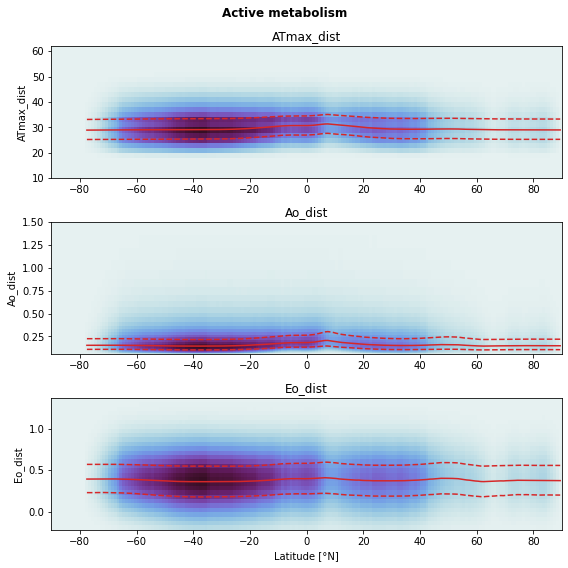 Active metabolism
ATmax_dist
ATmax_dist
60
50
40
30
20
10
−80 −60 −40 −20 0 20 40 60 80
Ao_dist
Ao_dist
1.50
1.25
1.00
0.75
0.50
0.25
−80 −60 −40 −20 0 20 40 60 80
Eo_dist
Eo_dist
1.0
0.5
0.0
−80 −60 −40 −20 0 20 40 60 80
Latitude [°N]